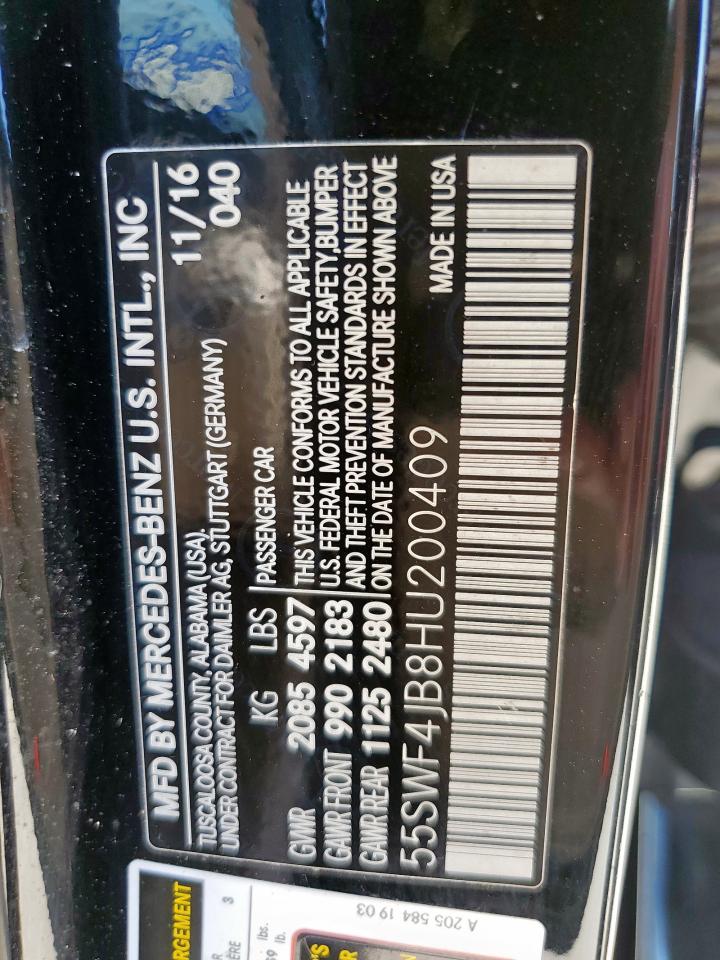 MFD BY MERCEDES-BENZ U.S. INTL., INC
TUSCALOOSA COUNTY, ALABAMA (USA), 11/16
UNDER CONTRACT FOR DAIMLER AG, STUTTGART (GERMANY) 040
KG LBS PASSENGER CAR
GVWR 2085 4597 THIS VEHICLE CONFORMS TO ALL APPLICABLE
GAWR FRONT 990 2183 U.S. FEDERAL MOTOR VEHICLE SAFETY,BUMPER
GAWR REAR 1125 2480 AND THEFT PREVENTION STANDARDS IN EFFECT
ON THE DATE OF MANUFACTURE SHOWN ABOVE
55SWF4JB8HU200409 MADE IN USA
A 205 584 19 03
3
lbs.
lb.